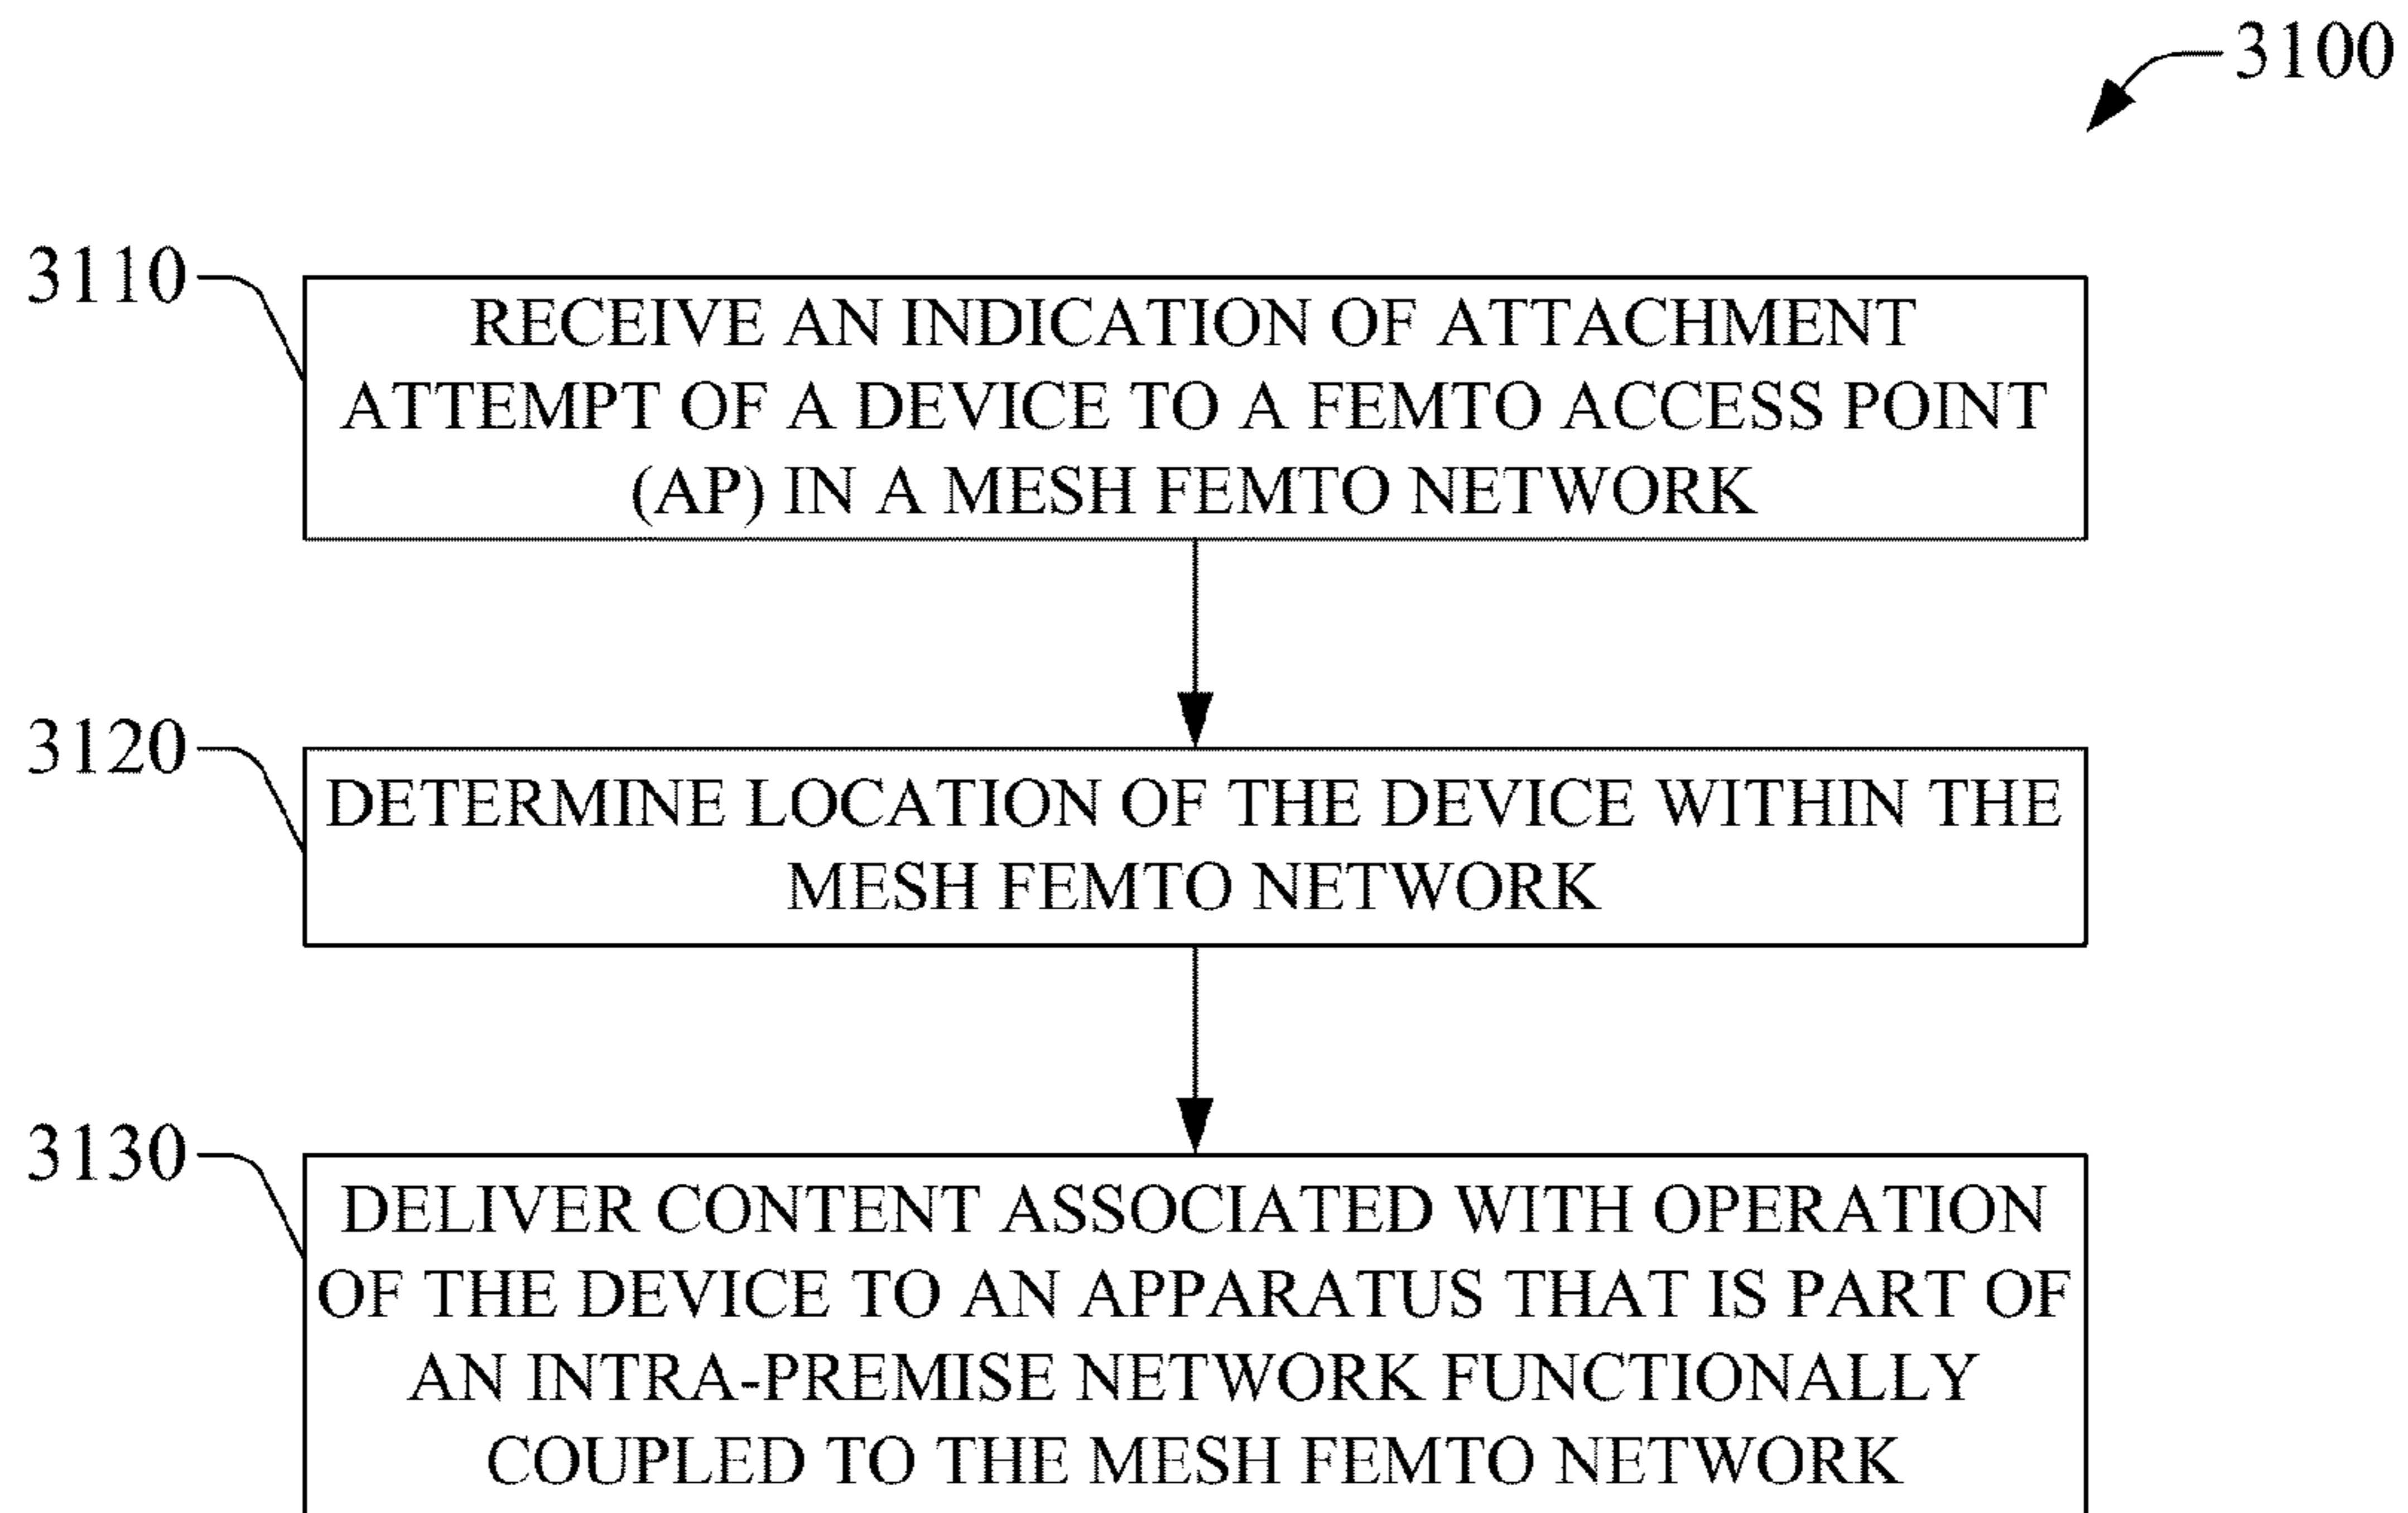 3100
3110
RECEIVE AN INDICATION OF ATTACHMENT
ATTEMPT OF A DEVICE TO A FEMTO ACCESS POINT
(AP) IN A MESH FEMTO NETWORK
3120
DETERMINE LOCATION OF THE DEVICE WITHIN THE
MESH FEMTO NETWORK
3130
DELIVER CONTENT ASSOCIATED WITH OPERATION
OF THE DEVICE TO AN APPARATUS THAT IS PART OF
AN INTRA-PREMISE NETWORK FUNCTIONALLY
COUPLED TO THE MESH FEMTO NETWORK